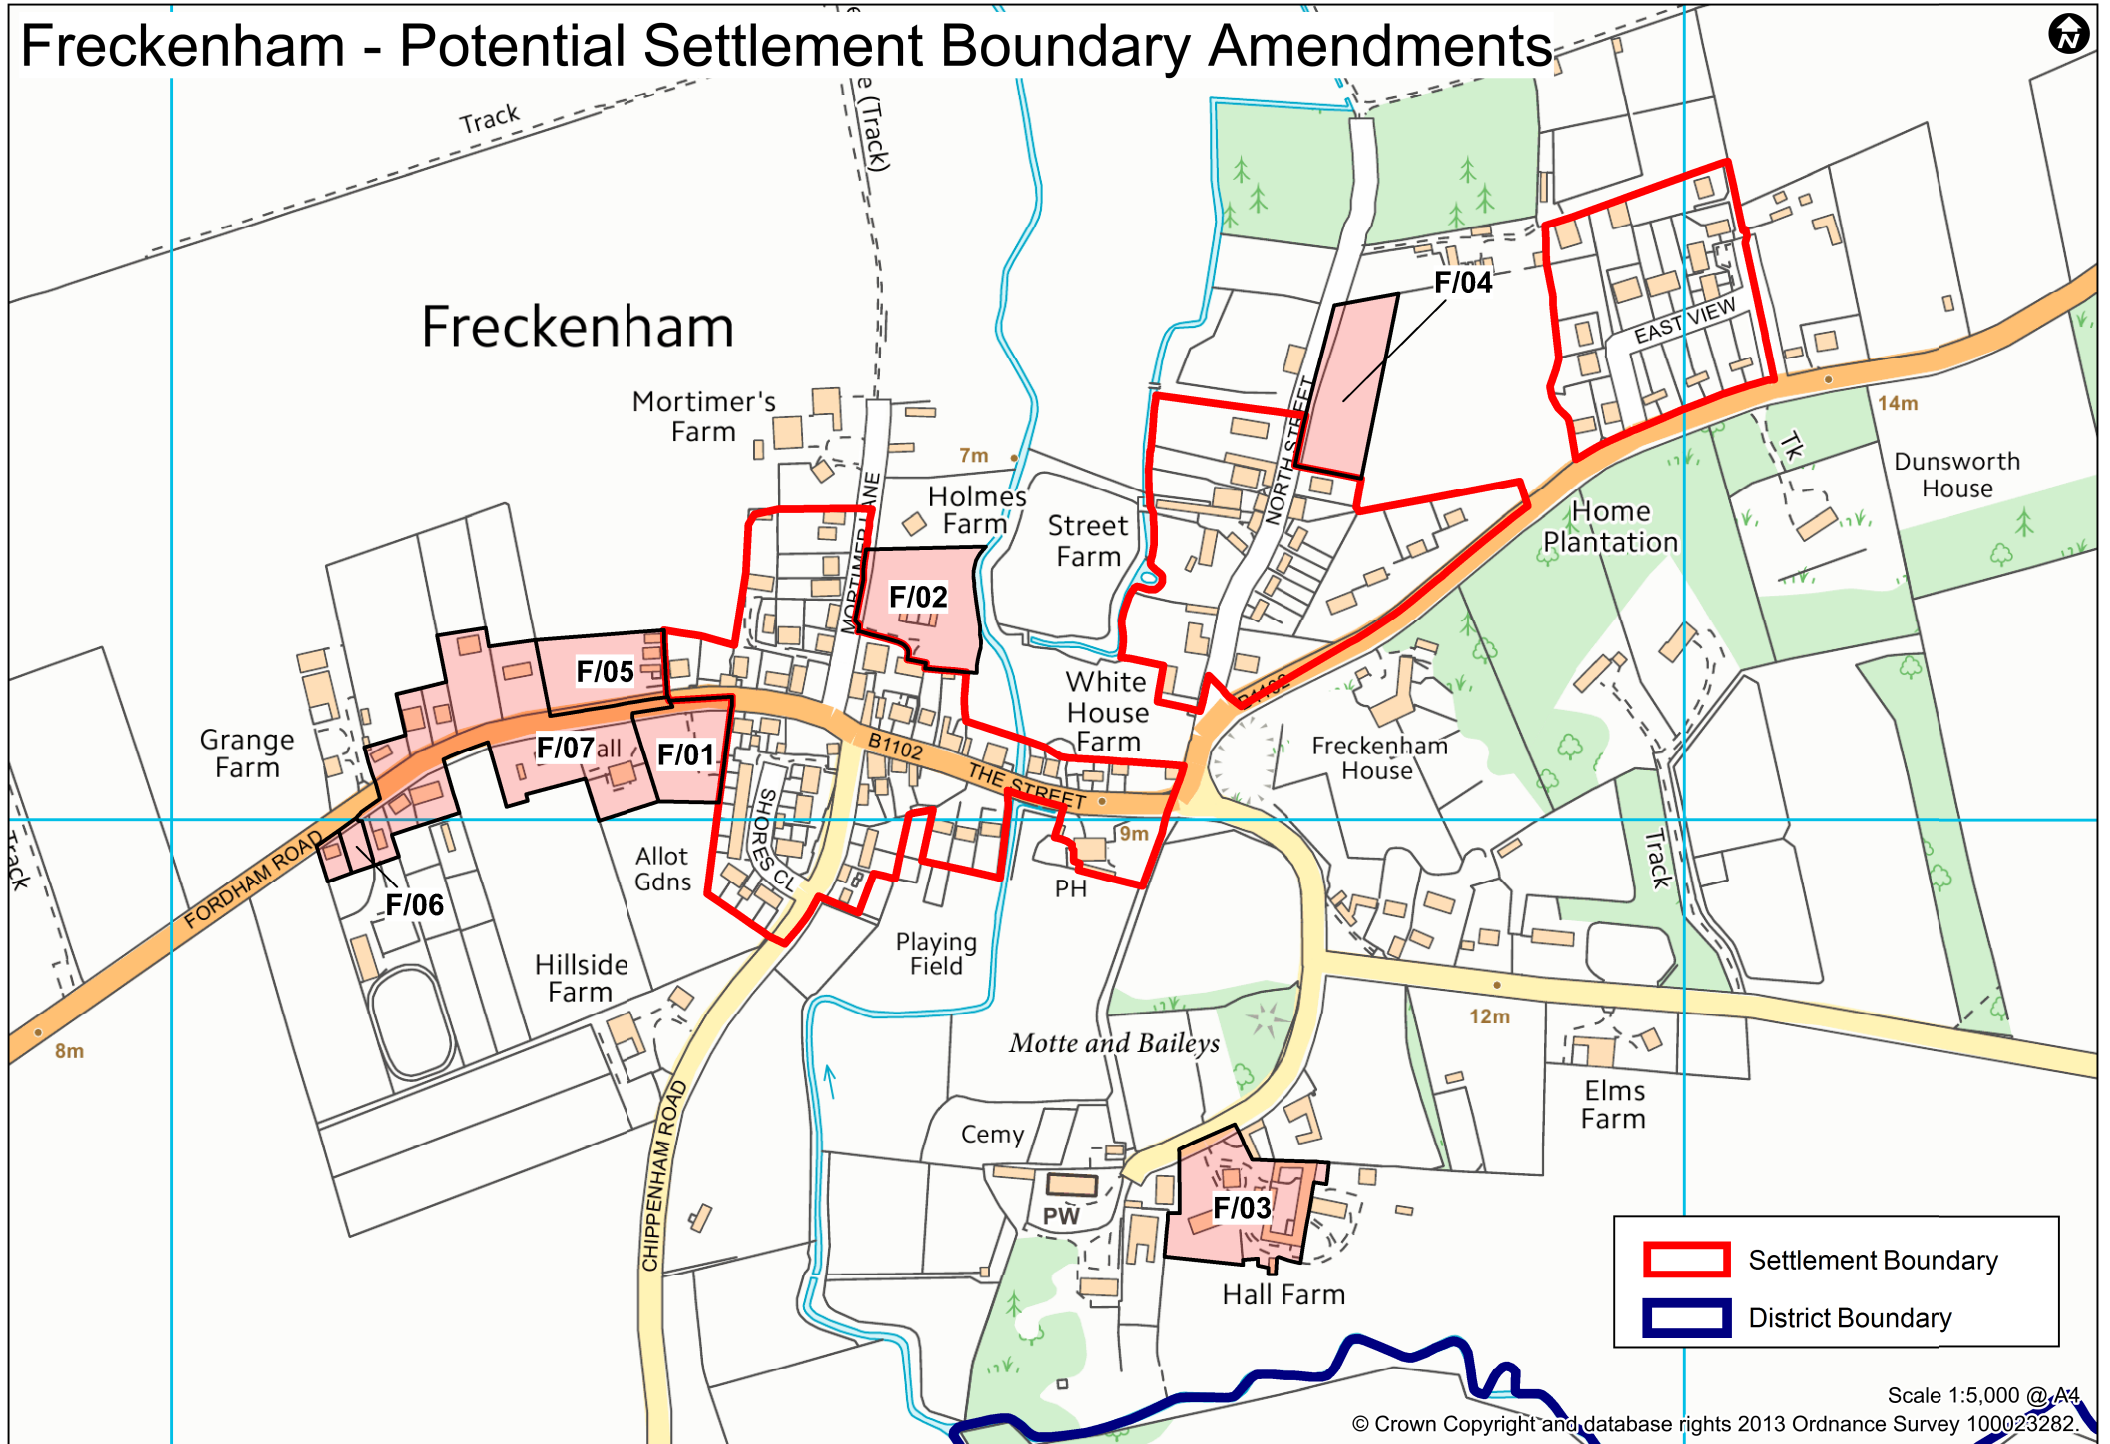 Freckenham - Potential Settlement Boundary Amendments
N
Track
e (Track)
F/04
Freckenham
EAST VIEW
Mortimer's
Farm
NORTH STREET
14m
7m
Tk
Dunsworth
House
MORTIMER LANE
Holmes
Farm
Street
Farm
Home
Plantation
F/02
F/05
White
House
Farm
B1102
Grange
Farm
F/07
all
F/01
B1102
THE STREET
Freckenham
House
SHORES CL
9m
Track
FORDHAM ROAD
Allot
Gdns
PH
Track
F/06
Playing
Field
Hillside
Farm
12m
8m
Motte and Baileys
Elms
Farm
CHIPPENHAM ROAD
Cemy
PW
F/03
Hall Farm
Settlement Boundary
District Boundary
Scale 1:5,000 @ A4
© Crown Copyright and database rights 2013 Ordnance Survey 100023282.